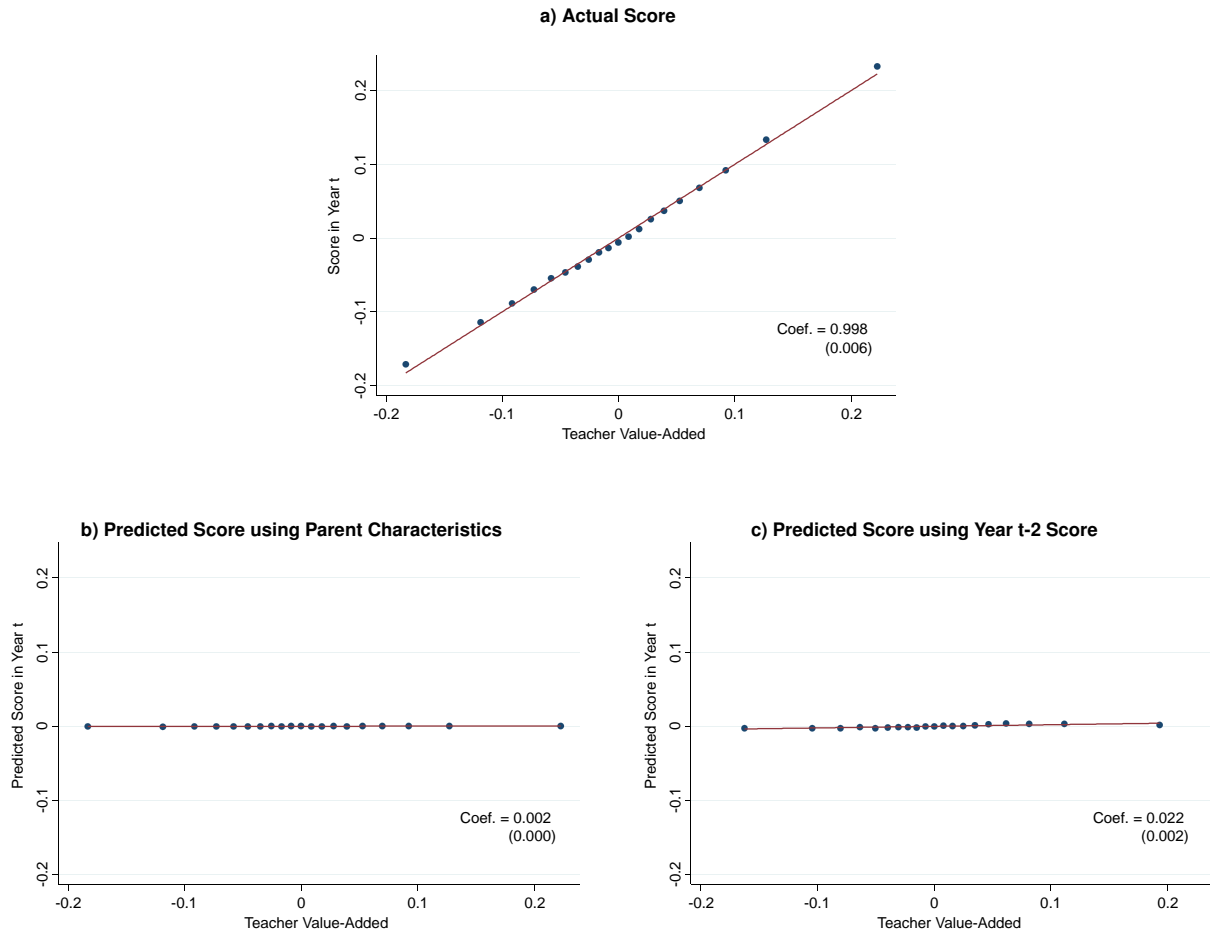 a) Actual Score
0.2
0.1
0
-0.1
-0.2
Score in Year t
Coef. = 0.998
(0.006)
-0.2 -0.1 0 0.1 0.2
Teacher Value-Added
b) Predicted Score using Parent Characteristics
0.2
0.1
0
-0.1
-0.2
Predicted Score in Year t
Coef. = 0.002
(0.000)
-0.2 -0.1 0 0.1 0.2
Teacher Value-Added
c) Predicted Score using Year t-2 Score
0.2
0.1
0
-0.1
-0.2
Predicted Score in Year t
Coef. = 0.022
(0.002)
-0.2 -0.1 0 0.1 0.2
Teacher Value-Added